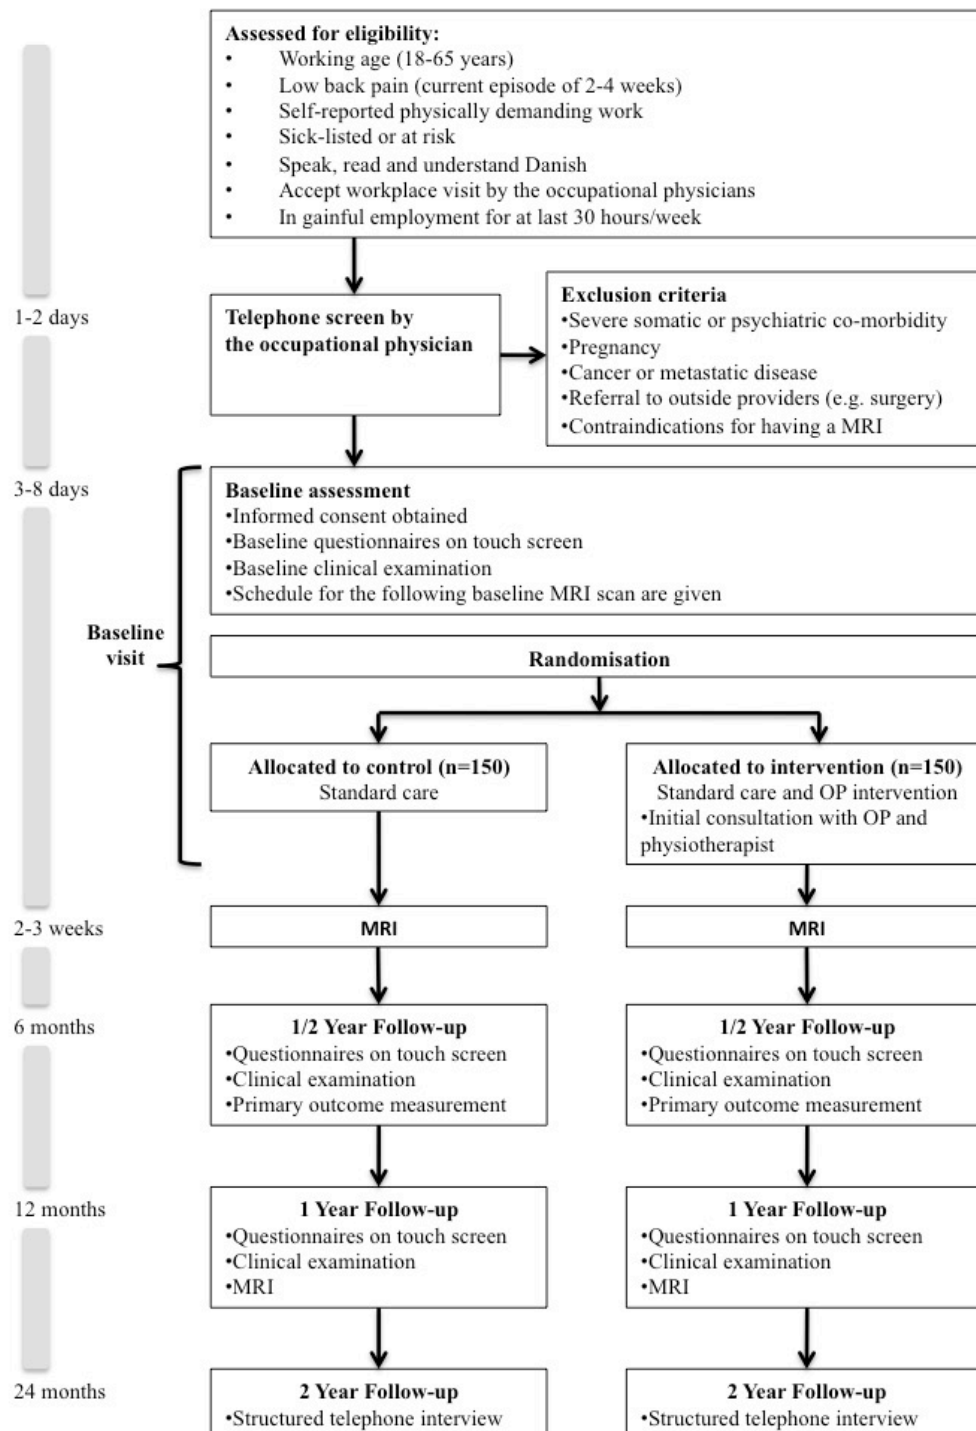 Assessed for eligibility:
• Working age (18-65 years)
• Low back pain (current episode of 2-4 weeks)
• Self-reported physically demanding work
• Sick-listed or at risk
• Speak, read and understand Danish
• Accept workplace visit by the occupational physicians
• In gainful employment for at last 30 hours/week
1-2 days
Telephone screen by
the occupational physician
Exclusion criteria
•Severe somatic or psychiatric co-morbidity
•Pregnancy
•Cancer or metastatic disease
•Referral to outside providers (e.g. surgery)
•Contraindications for having a MRI
3-8 days
Baseline assessment
•Informed consent obtained
•Baseline questionnaires on touch screen
•Baseline clinical examination
•Schedule for the following baseline MRI scan are given
Baseline
visit
Randomisation
Allocated to control (n=150)
Standard care
Allocated to intervention (n=150)
Standard care and OP intervention
•Initial consultation with OP and
physiotherapist
2-3 weeks
MRI
MRI
6 months
1/2 Year Follow-up
•Questionnaires on touch screen
•Clinical examination
•Primary outcome measurement
1/2 Year Follow-up
•Questionnaires on touch screen
•Clinical examination
•Primary outcome measurement
12 months
1 Year Follow-up
•Questionnaires on touch screen
•Clinical examination
•MRI
1 Year Follow-up
•Questionnaires on touch screen
•Clinical examination
•MRI
24 months
2 Year Follow-up
•Structured telephone interview
2 Year Follow-up
•Structured telephone interview